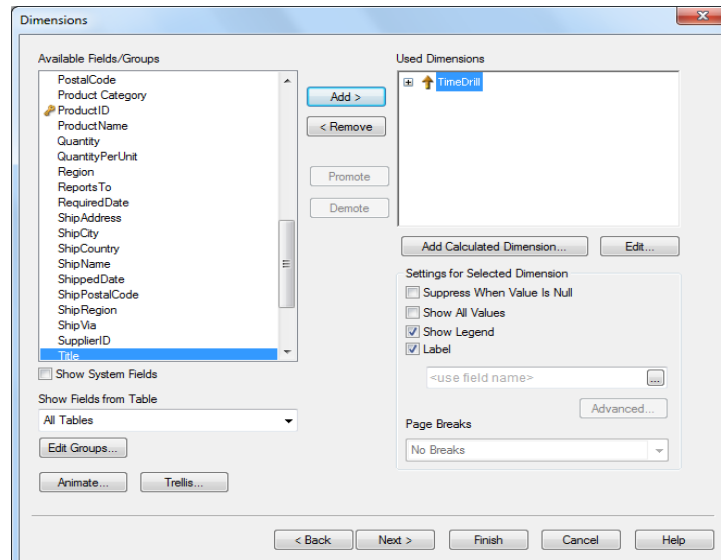 Dimensions
Available Fields/Groups
PostalCode
Product Category
ProductID
ProductName
Quantity
QuantityPerUnit
Region
ReportsTo
RequiredDate
ShipAddress
ShipCity
ShipCountry
ShipName
ShippedDate
ShipPostalCode
ShipRegion
ShipVia
SupplierID
Title
Show System Fields
Show Fields from Table
All Tables
Edit Groups...
Animate...
Trellis...
Add >
< Remove
Promote
Demote
Used Dimensions
TimeDrill
Add Calculated Dimension...
Edit...
Settings for Selected Dimension
Suppress When Value Is Null
Show All Values
Show Legend
Label
<use field name>
...
Advanced...
Page Breaks
No Breaks
< Back
Next >
Finish
Cancel
Help